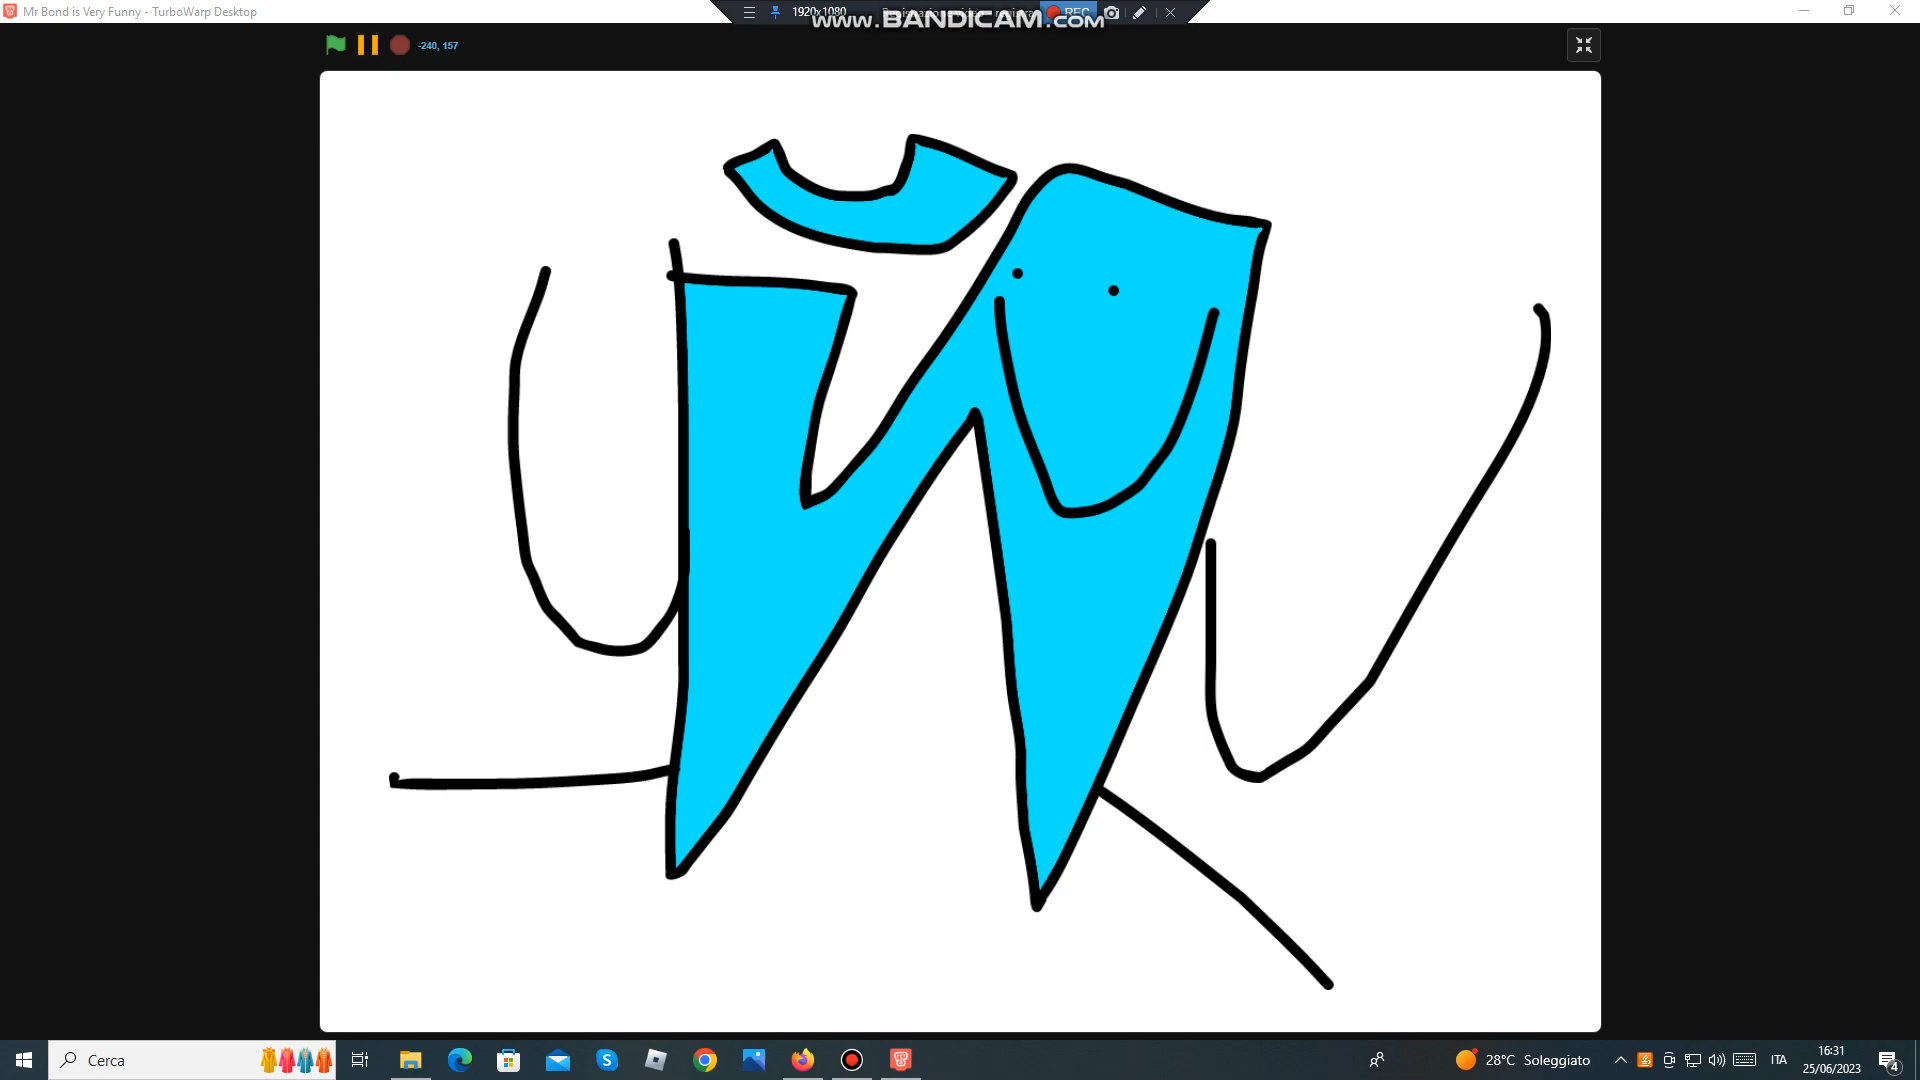 Mr Bond is Very Funny - TurboWarp Desktop
1920x1080
REC
www.BANDICAM.com
-240, 157
Й
Cerca
28°C Soleggiato
ITA
16:31
25/06/2023
4